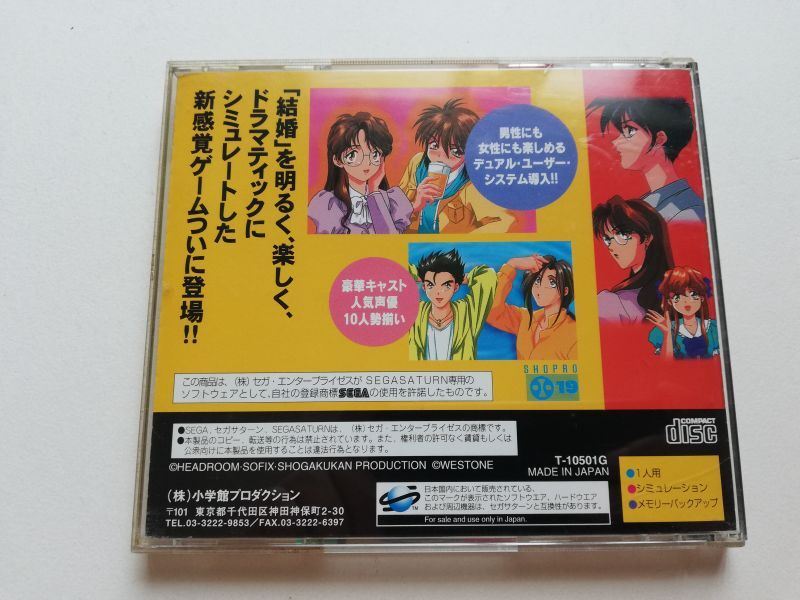 「結婚」を明るく、楽しく、
ドラマティックに
シミュレートした
新感覚ゲームついに登場!!
男性にも
女性にも楽しめる
デュアル・ユーザー・
システム導入!!
豪華キャスト
人気声優
10人勢揃い
SHOPRO
19
この商品は、(株)セガ・エンタープライゼスがSEGASATURN専用の
ソフトウェアとして、自社の登録商標SEGAの使用を許諾したものです。
●SEGA、セガサターン、SEGASATURNは、(株)セガ・エンタープライゼスの商標です。
●本製品のコピー、転送等の行為は禁止されています。また、権利者の許可なく賃貸もしくは
公衆向けに本製品を使用することは違法行為となります。
COMPACT
disc
T-10501G
©HEADROOM・SOFIX・SHOGAKUKAN PRODUCTION ©WESTONE
MADE IN JAPAN
(株)小学館プロダクション
〒101 東京都千代田区神田神保町2-30
TEL.03-3222-9853/FAX.03-3222-6397
TM
日本国内において販売されている、
このマークが表示されたソフトウエア、ハードウエア
および周辺機器は、セガサターンと互換性があります。
For sale and use only in Japan.
●1人用
●シミュレーション
●メモリーバックアップ